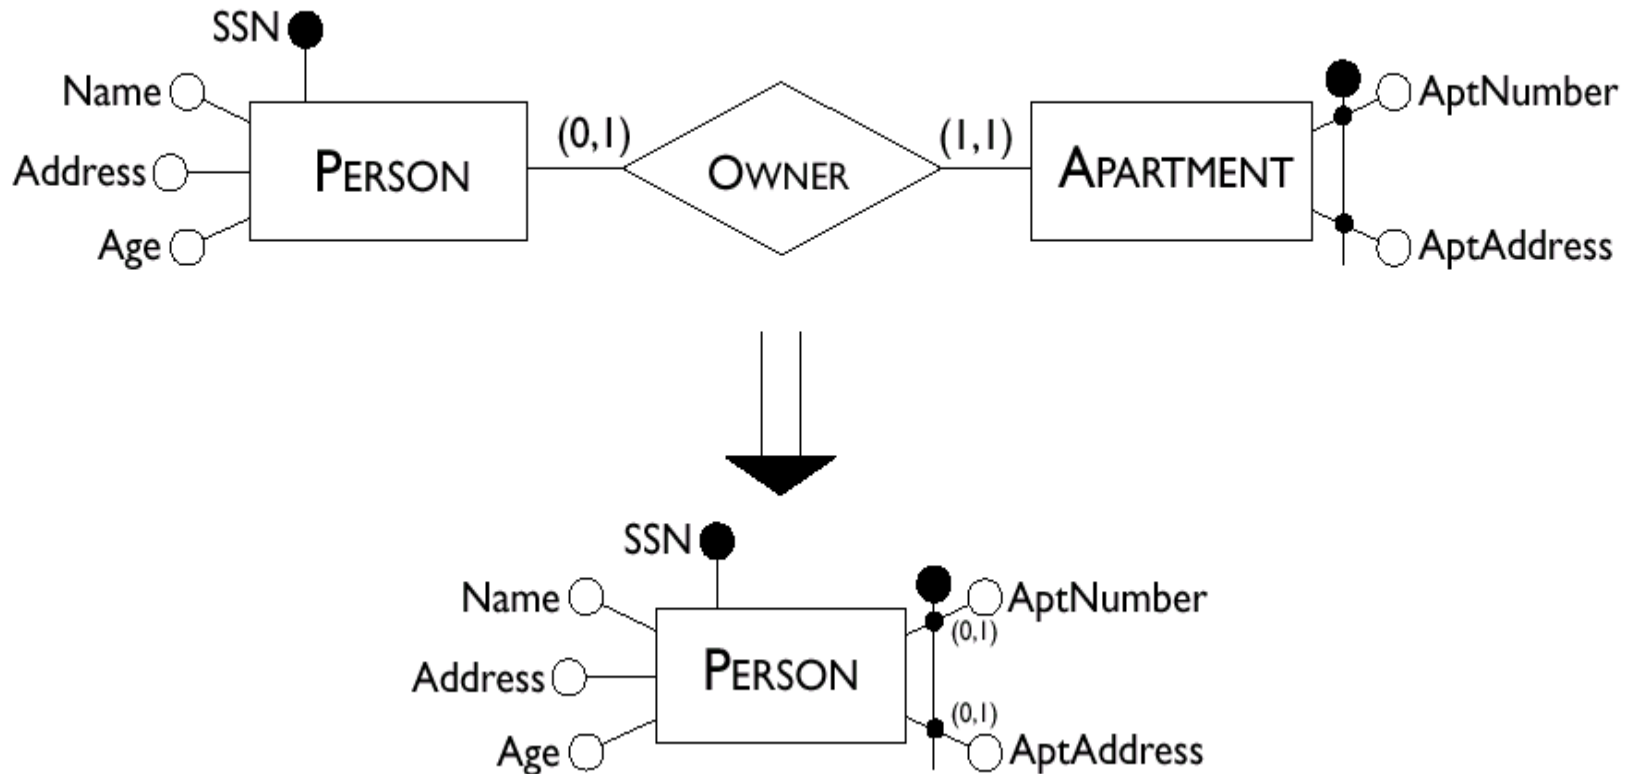 SSN
Name
AptNumber
(0,1)
(1,1)
Address
PERSON
OWNER
APARTMENT
Age
AptAddress
SSN
Name
AptNumber
(0,1)
Address
PERSON
(0,1)
Age
AptAddress